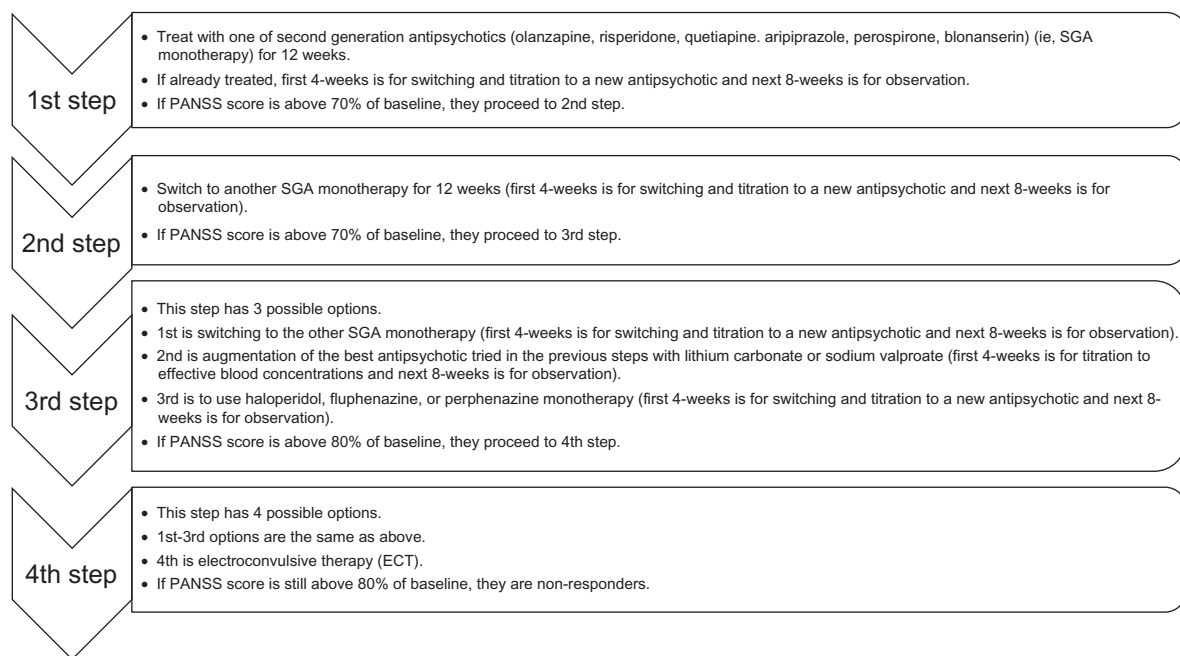 1st step
• Treat with one of second generation antipsychotics (olanzapine, risperidone, quetiapine. aripiprazole, perospirone, blonanserin) (ie, SGA
monotherapy) for 12 weeks.
• If already treated, first 4-weeks is for switching and titration to a new antipsychotic and next 8-weeks is for observation.
• If PANSS score is above 70% of baseline, they proceed to 2nd step.
2nd step
• Switch to another SGA monotherapy for 12 weeks (first 4-weeks is for switching and titration to a new antipsychotic and next 8-weeks is for
observation).
• If PANSS score is above 70% of baseline, they proceed to 3rd step.
3rd step
• This step has 3 possible options.
• 1st is switching to the other SGA monotherapy (first 4-weeks is for switching and titration to a new antipsychotic and next 8-weeks is for observation).
• 2nd is augmentation of the best antipsychotic tried in the previous steps with lithium carbonate or sodium valproate (first 4-weeks is for titration to
effective blood concentrations and next 8-weeks is for observation).
• 3rd is to use haloperidol, fluphenazine, or perphenazine monotherapy (first 4-weeks is for switching and titration to a new antipsychotic and next 8-
weeks is for observation).
• If PANSS score is above 80% of baseline, they proceed to 4th step.
4th step
• This step has 4 possible options.
• 1st-3rd options are the same as above.
• 4th is electroconvulsive therapy (ECT).
• If PANSS score is still above 80% of baseline, they are non-responders.